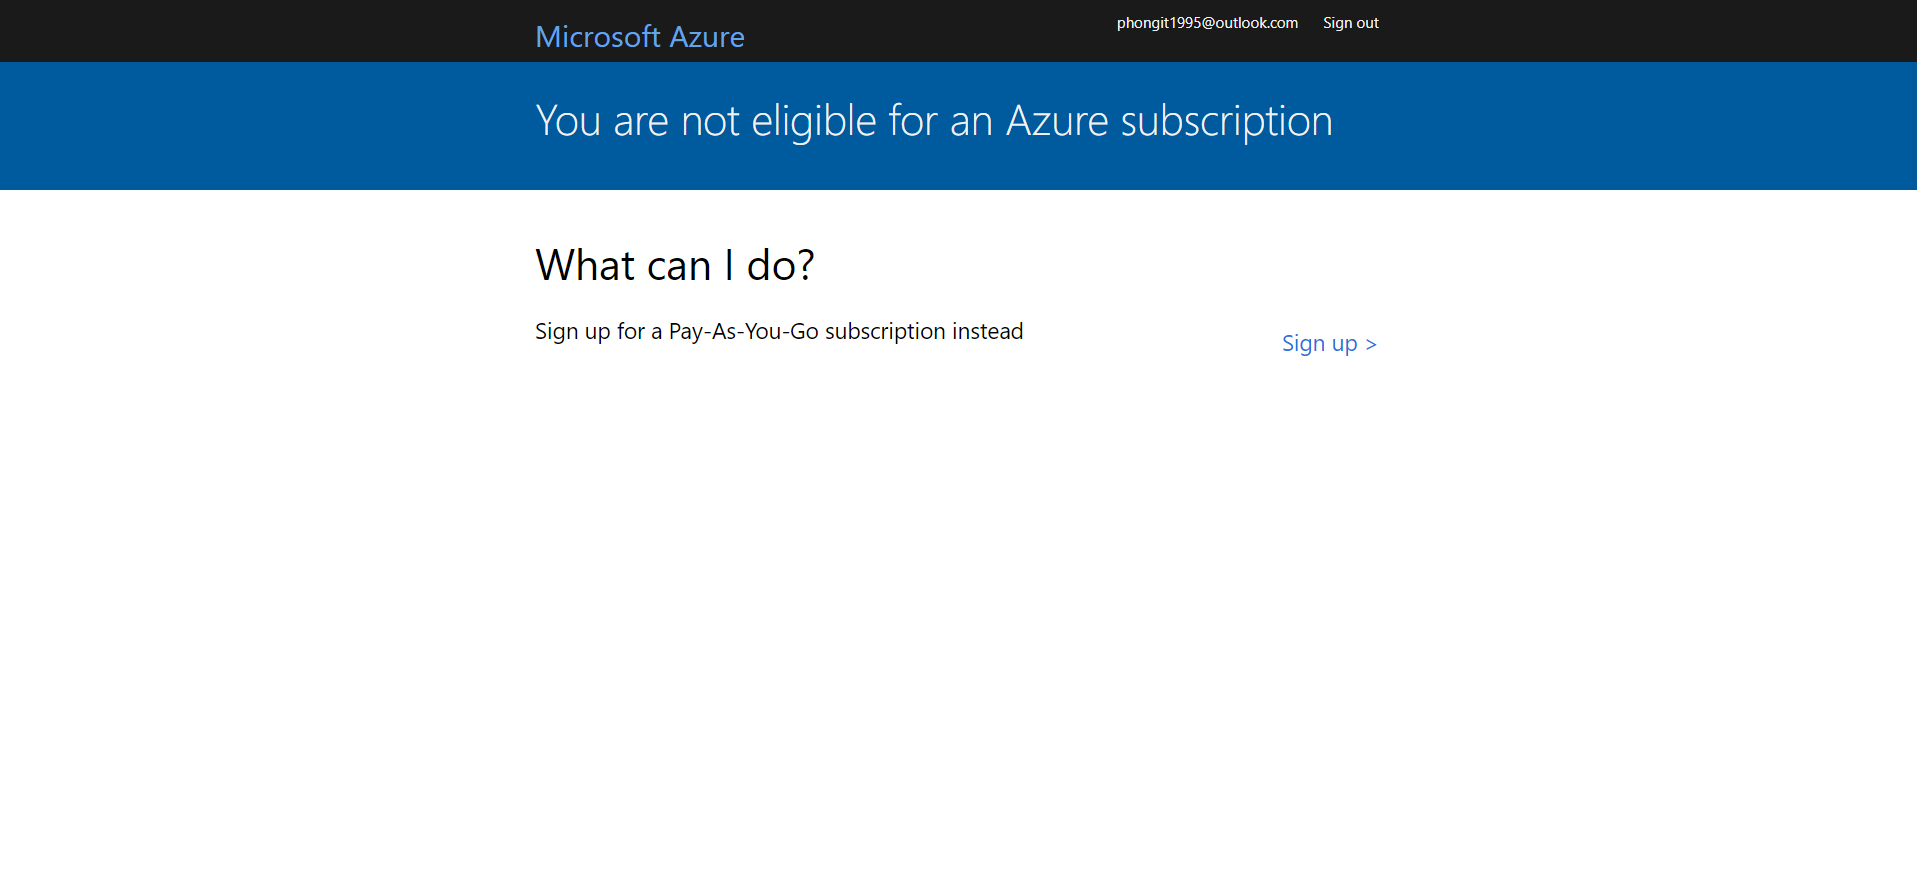 Microsoft Azure
phongit1995@outlook.com Sign out
You are not eligible for an Azure subscription
What can I do?
Sign up for a Pay-As-You-Go subscription instead
Sign up >